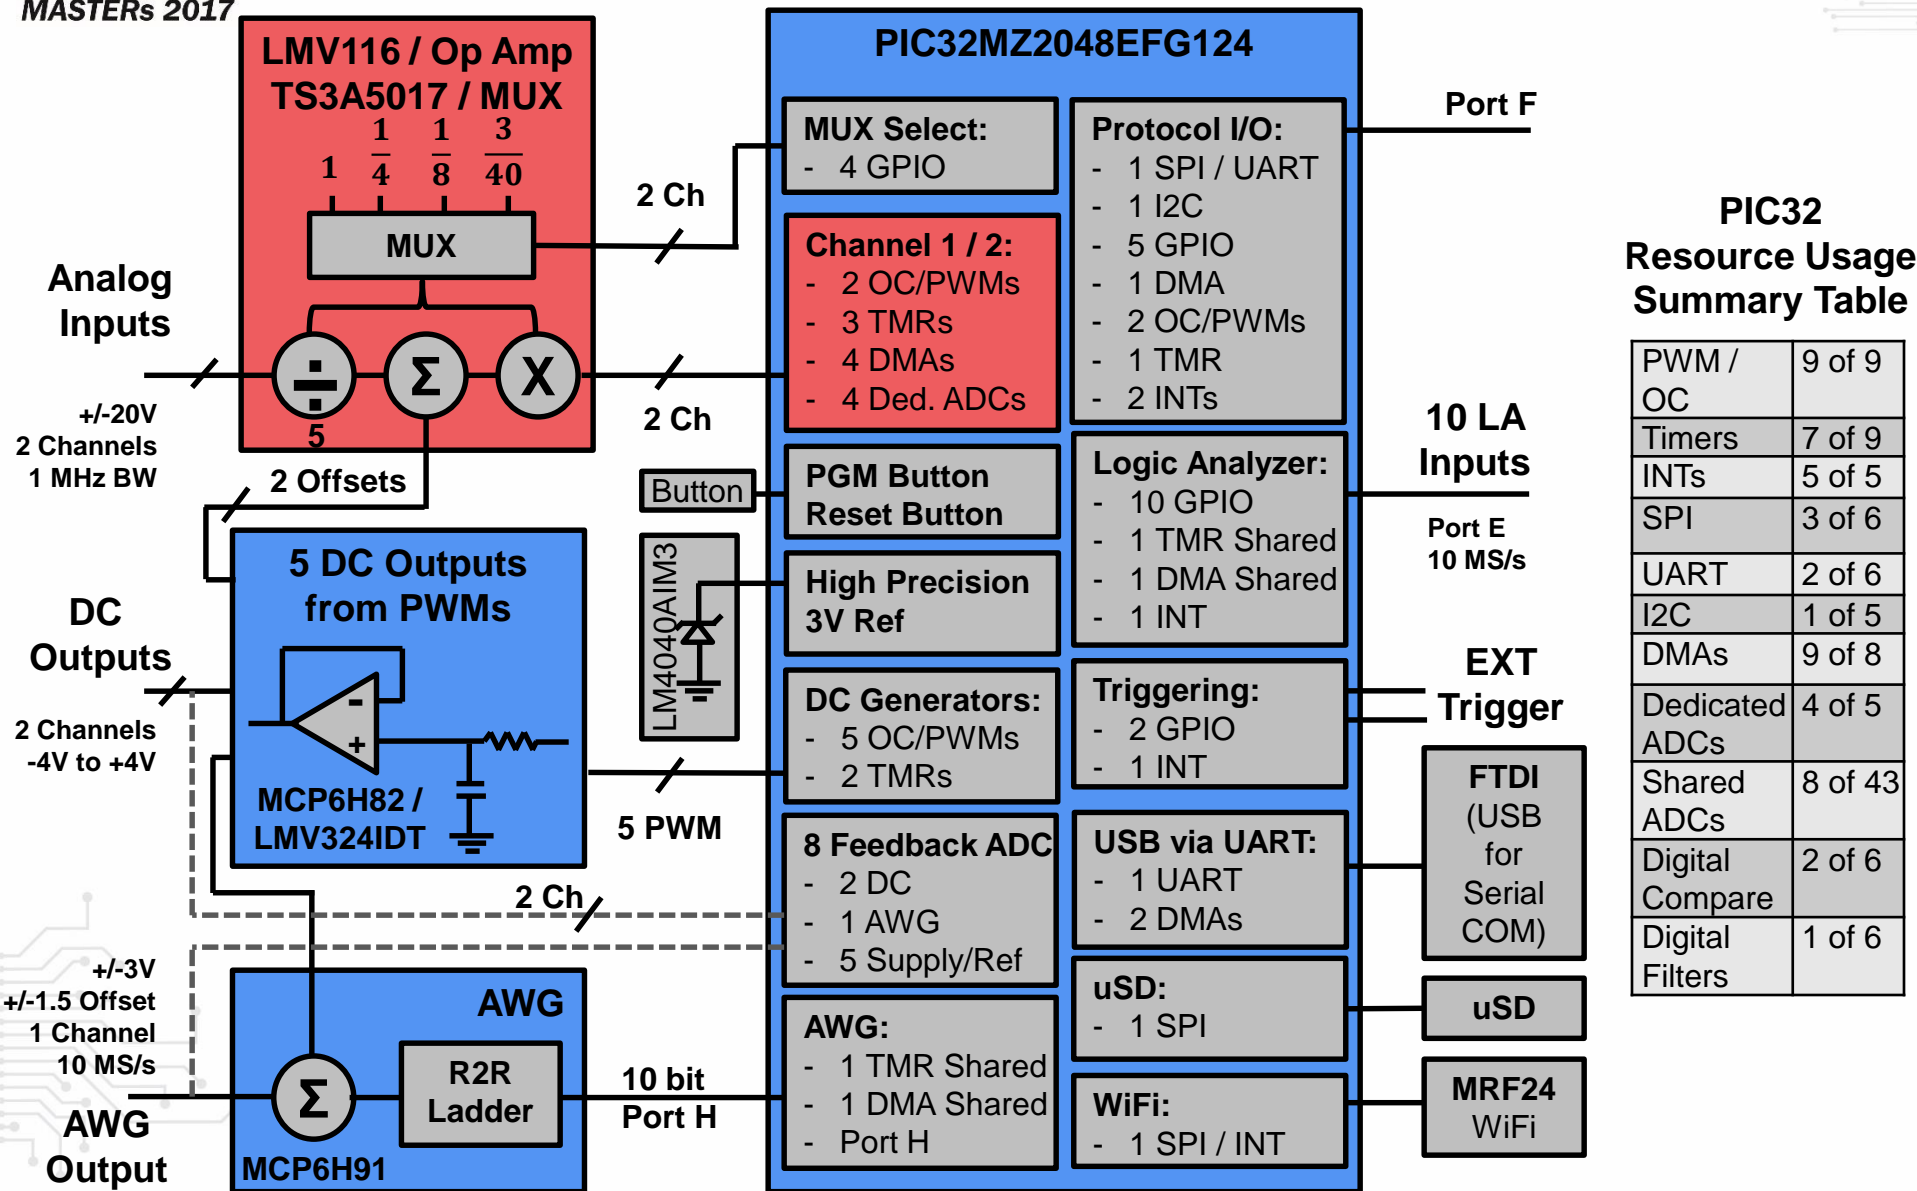 MASTERs 2017
LMV116 / Op Amp
TS3A5017 / MUX
1 1/4 1/8 3/40
MUX
÷ Σ X
5
Analog
Inputs
+/-20V
2 Channels
1 MHz BW
2 Ch
2 Ch
2 Offsets
5 DC Outputs
from PWMs
-
+
MCP6H82 /
LMV324IDT
DC
Outputs
2 Channels
-4V to +4V
5 PWM
2 Ch
+/-3V
+/-1.5 Offset
1 Channel
10 MS/s
AWG
Output
AWG
Σ
R2R
Ladder
MCP6H91
10 bit
Port H
Button
LM4040AIM3
PIC32MZ2048EFG124
MUX Select:
- 4 GPIO
Channel 1 / 2:
- 2 OC/PWMs
- 3 TMRs
- 4 DMAs
- 4 Ded. ADCs
PGM Button
Reset Button
High Precision
3V Ref
DC Generators:
- 5 OC/PWMs
- 2 TMRs
8 Feedback ADC
- 2 DC
- 1 AWG
- 5 Supply/Ref
AWG:
- 1 TMR Shared
- 1 DMA Shared
- Port H
Protocol I/O:
- 1 SPI / UART
- 1 I2C
- 5 GPIO
- 1 DMA
- 2 OC/PWMs
- 1 TMR
- 2 INTs
Logic Analyzer:
- 10 GPIO
- 1 TMR Shared
- 1 DMA Shared
- 1 INT
Triggering:
- 2 GPIO
- 1 INT
USB via UART:
- 1 UART
- 2 DMAs
uSD:
- 1 SPI
WiFi:
- 1 SPI / INT
Port F
10 LA
Inputs
Port E
10 MS/s
EXT
Trigger
FTDI
(USB
for
Serial
COM)
uSD
MRF24
WiFi
PIC32
Resource Usage
Summary Table
PWM / 9 of 9
OC
Timers 7 of 9
INTs 5 of 5
SPI 3 of 6
UART 2 of 6
I2C 1 of 5
DMAs 9 of 8
Dedicated 4 of 5
ADCs
Shared 8 of 43
ADCs
Digital 2 of 6
Compare
Digital 1 of 6
Filters